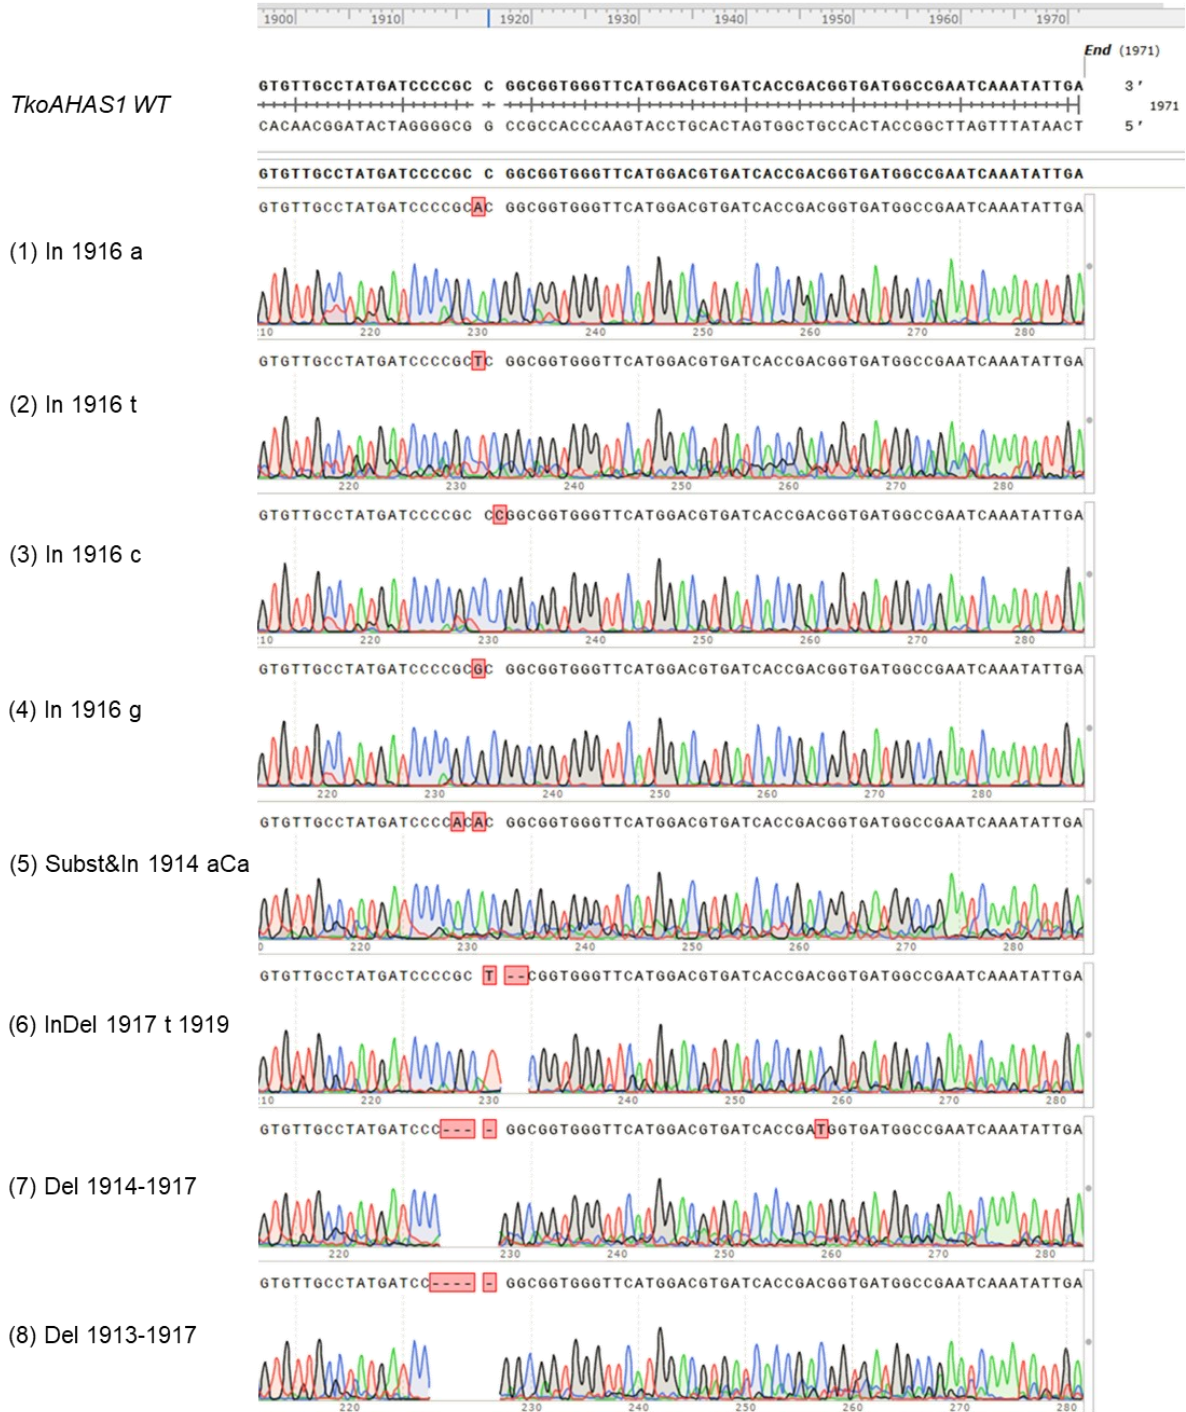 1900 1910 1920 1930 1940 1950 1960 1970
End (1971)
GTGTTGCCTATGATCCCCGC C GGCGGTGGGTTCATGGACGTGATCACCGACGGTGATGGCCGAATCAAATATTGA 3'
TkoAHAS1 WT
1971
CACAACGGATACTAGGGGCG G CCGCCACCCAAGTACCTGCACTAGTGGCTGCCACTACCGGCTTAGTTTATAACT 5'
GTGTTGCCTATGATCCCCGC C GGCGGTGGGTTCATGGACGTGATCACCGACGGTGATGGCCGAATCAAATATTGA
GTGTTGCCTATGATCCCCGCAC GGCGGTGGGTTCATGGACGTGATCACCGACGGTGATGGCCGAATCAAATATTGA
(1) In 1916 a
:10 220 230 240 250 260 270 280
GTGTTGCCTATGATCCCCGCTC GGCGGTGGGTTCATGGACGTGATCACCGACGGTGATGGCCGAATCAAATATTGA
(2) In 1916 t
220 230 240 250 260 270 280
GTGTTGCCTATGATCCCCGC CCGGCGGTGGGTTCATGGACGTGATCACCGACGGTGATGGCCGAATCAAATATTGA
(3) In 1916 c
:10 220 230 240 250 260 270 280
GTGTTGCCTATGATCCCCGCGC GGCGGTGGGTTCATGGACGTGATCACCGACGGTGATGGCCGAATCAAATATTGA
(4) In 1916 g
220 230 240 250 260 270 280
GTGTTGCCTATGATCCCCACAC GGCGGTGGGTTCATGGACGTGATCACCGACGGTGATGGCCGAATCAAATATTGA
(5) Subst&In 1914 aCa
0 220 230 240 250 260 270 280
GTGTTGCCTATGATCCCCGC T --CGGTGGGTTCATGGACGTGATCACCGACGGTGATGGCCGAATCAAATATTGA
(6) InDel 1917 t 1919
:10 220 230 240 250 260 270 280
GTGTTGCCTATGATCCC--- - GGCGGTGGGTTCATGGACGTGATCACCGATGGTGATGGCCGAATCAAATATTGA
(7) Del 1914-1917
220 230 240 250 260 270 280
GTGTTGCCTATGATCC---- - GGCGGTGGGTTCATGGACGTGATCACCGACGGTGATGGCCGAATCAAATATTGA
(8) Del 1913-1917
220 230 240 250 260 270 280